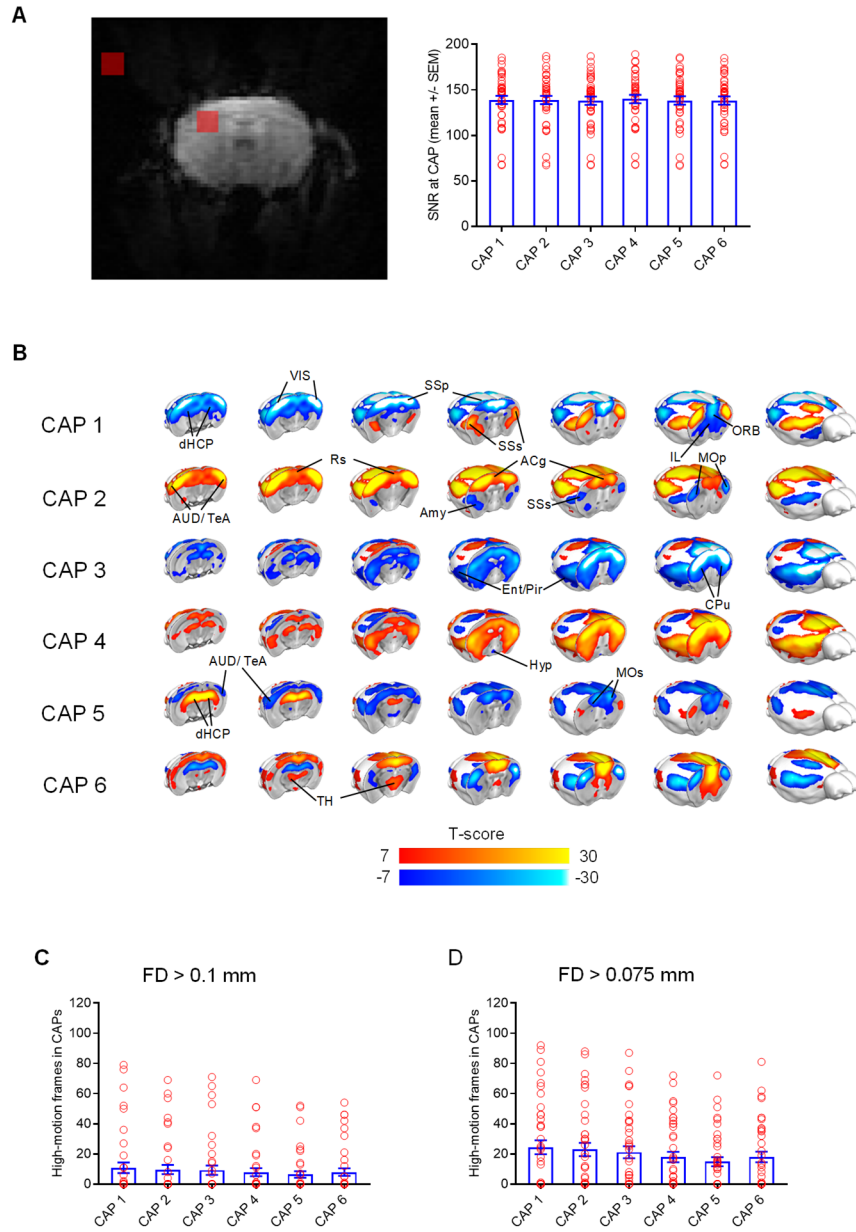 A
SNR at CAP (mean +/- SEM)
200
150
100
50
0
CAP 1
CAP 2
CAP 3
CAP 4
CAP 5
CAP 6
B
VIS
SSp
CAP 1
dHCP
SSs
ORB
Rs
ACg
IL
MOp
CAP 2
AUD/ TeA
Amy
SSs
CAP 3
Ent/Pir
CPu
CAP 4
AUD/ TeA
Hyp
MOs
CAP 5
dHCP
CAP 6
TH
T-score
7
30
-7
-30
C
FD > 0.1 mm
High-motion frames in CAPs
120
100
80
60
40
20
0
CAP 1
CAP 2
CAP 3
CAP 4
CAP 5
CAP 6
D
FD > 0.075 mm
High-motion frames in CAPs
120
100
80
60
40
20
0
CAP 1
CAP 2
CAP 3
CAP 4
CAP 5
CAP 6